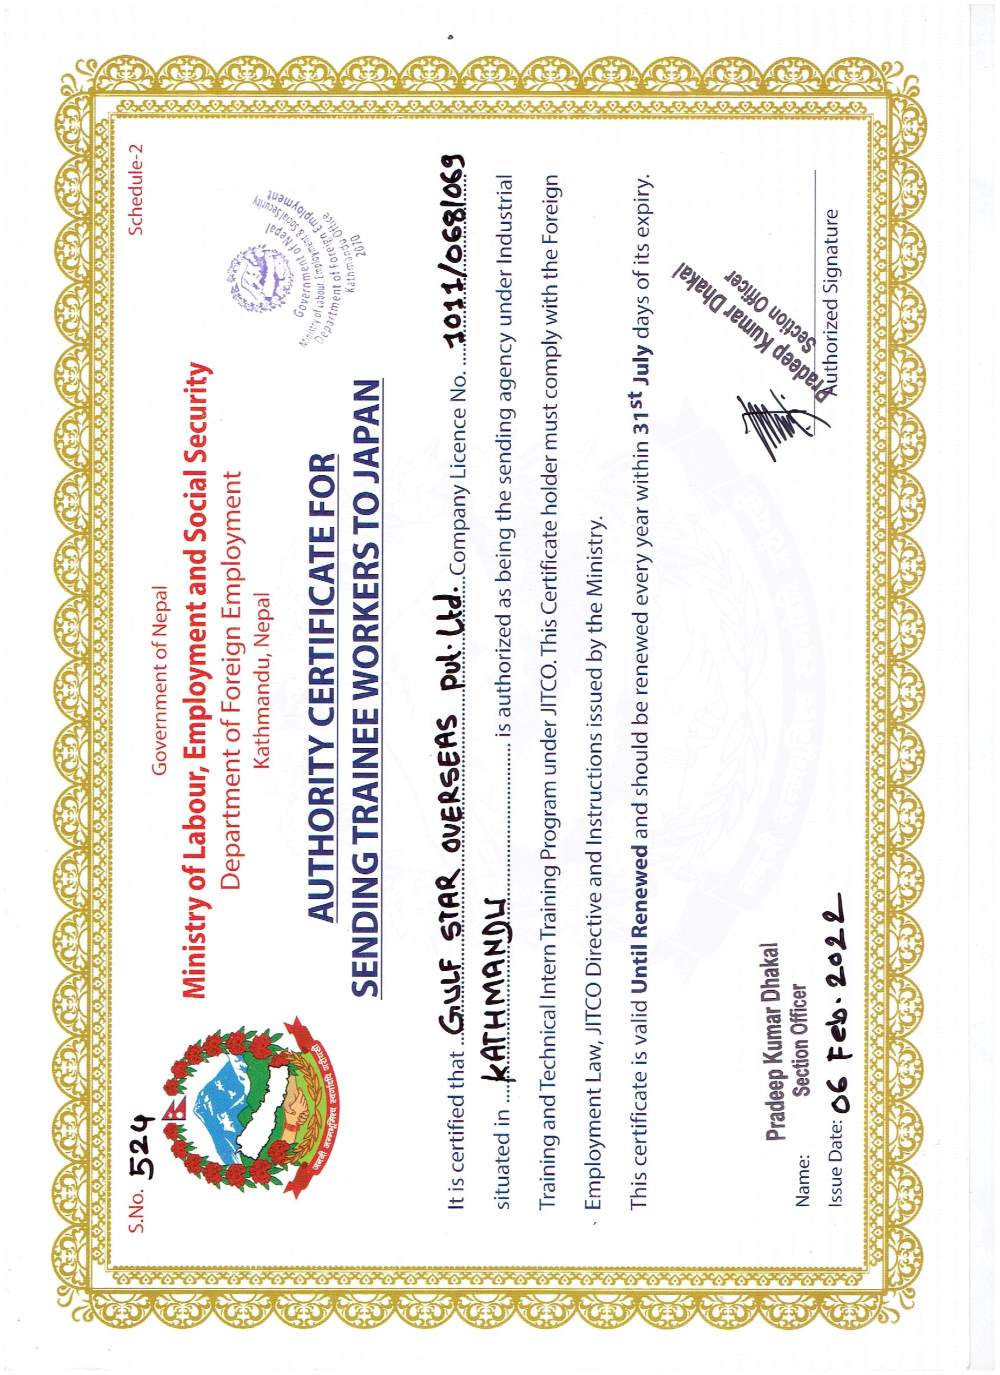 Schedule-2
S.No. 524
Government of Nepal
Ministry of Labour, Employment and Social Security
Department of Foreign Employment
Kathmandu, Nepal
Government of Nepal
Ministry of Labour, Employment & Social Security
Department of Foreign Employment
Kathmandu Office
2070
AUTHORITY CERTIFICATE FOR
SENDING TRAINEE WORKERS TO JAPAN
It is certified that ..GULF STAR OVERSEAS Pvt. Ltd...Company Licence No. ...1011/068/069
situated in ....KATHMANDU............................ is authorized as being the sending agency under Industrial
Training and Technical Intern Training Program under JITCO. This Certificate holder must comply with the Foreign
Employment Law, JITCO Directive and Instructions issued by the Ministry.
This certificate is valid Until Renewed and should be renewed every year within 31st July days of its expiry.
Pradeep Kumar Dhakal
Section Officer
Name:
Issue Date: 06 Feb. 2022
Pradeep Kumar Dhakal
Section Officer
Authorized Signature
जननी जन्मभूमिश्च स्वर्गादपि गरीयसी